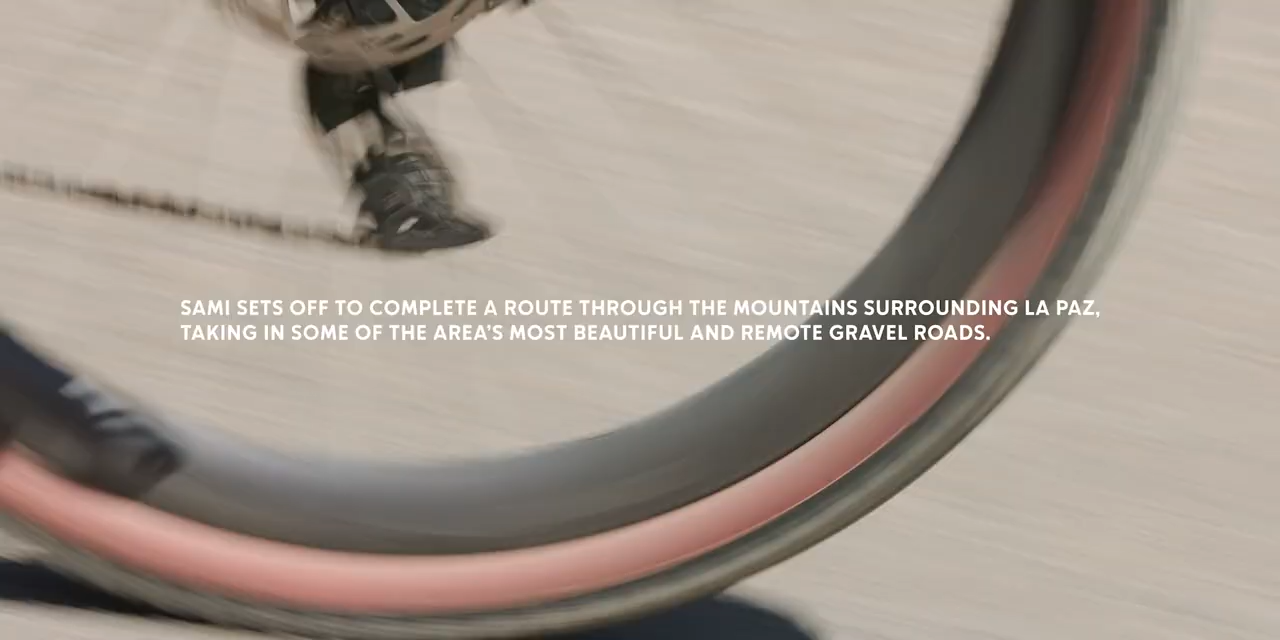 SAMI SETS OFF TO COMPLETE A ROUTE THROUGH THE MOUNTAINS SURROUNDING LA PAZ,
TAKING IN SOME OF THE AREA’S MOST BEAUTIFUL AND REMOTE GRAVEL ROADS.